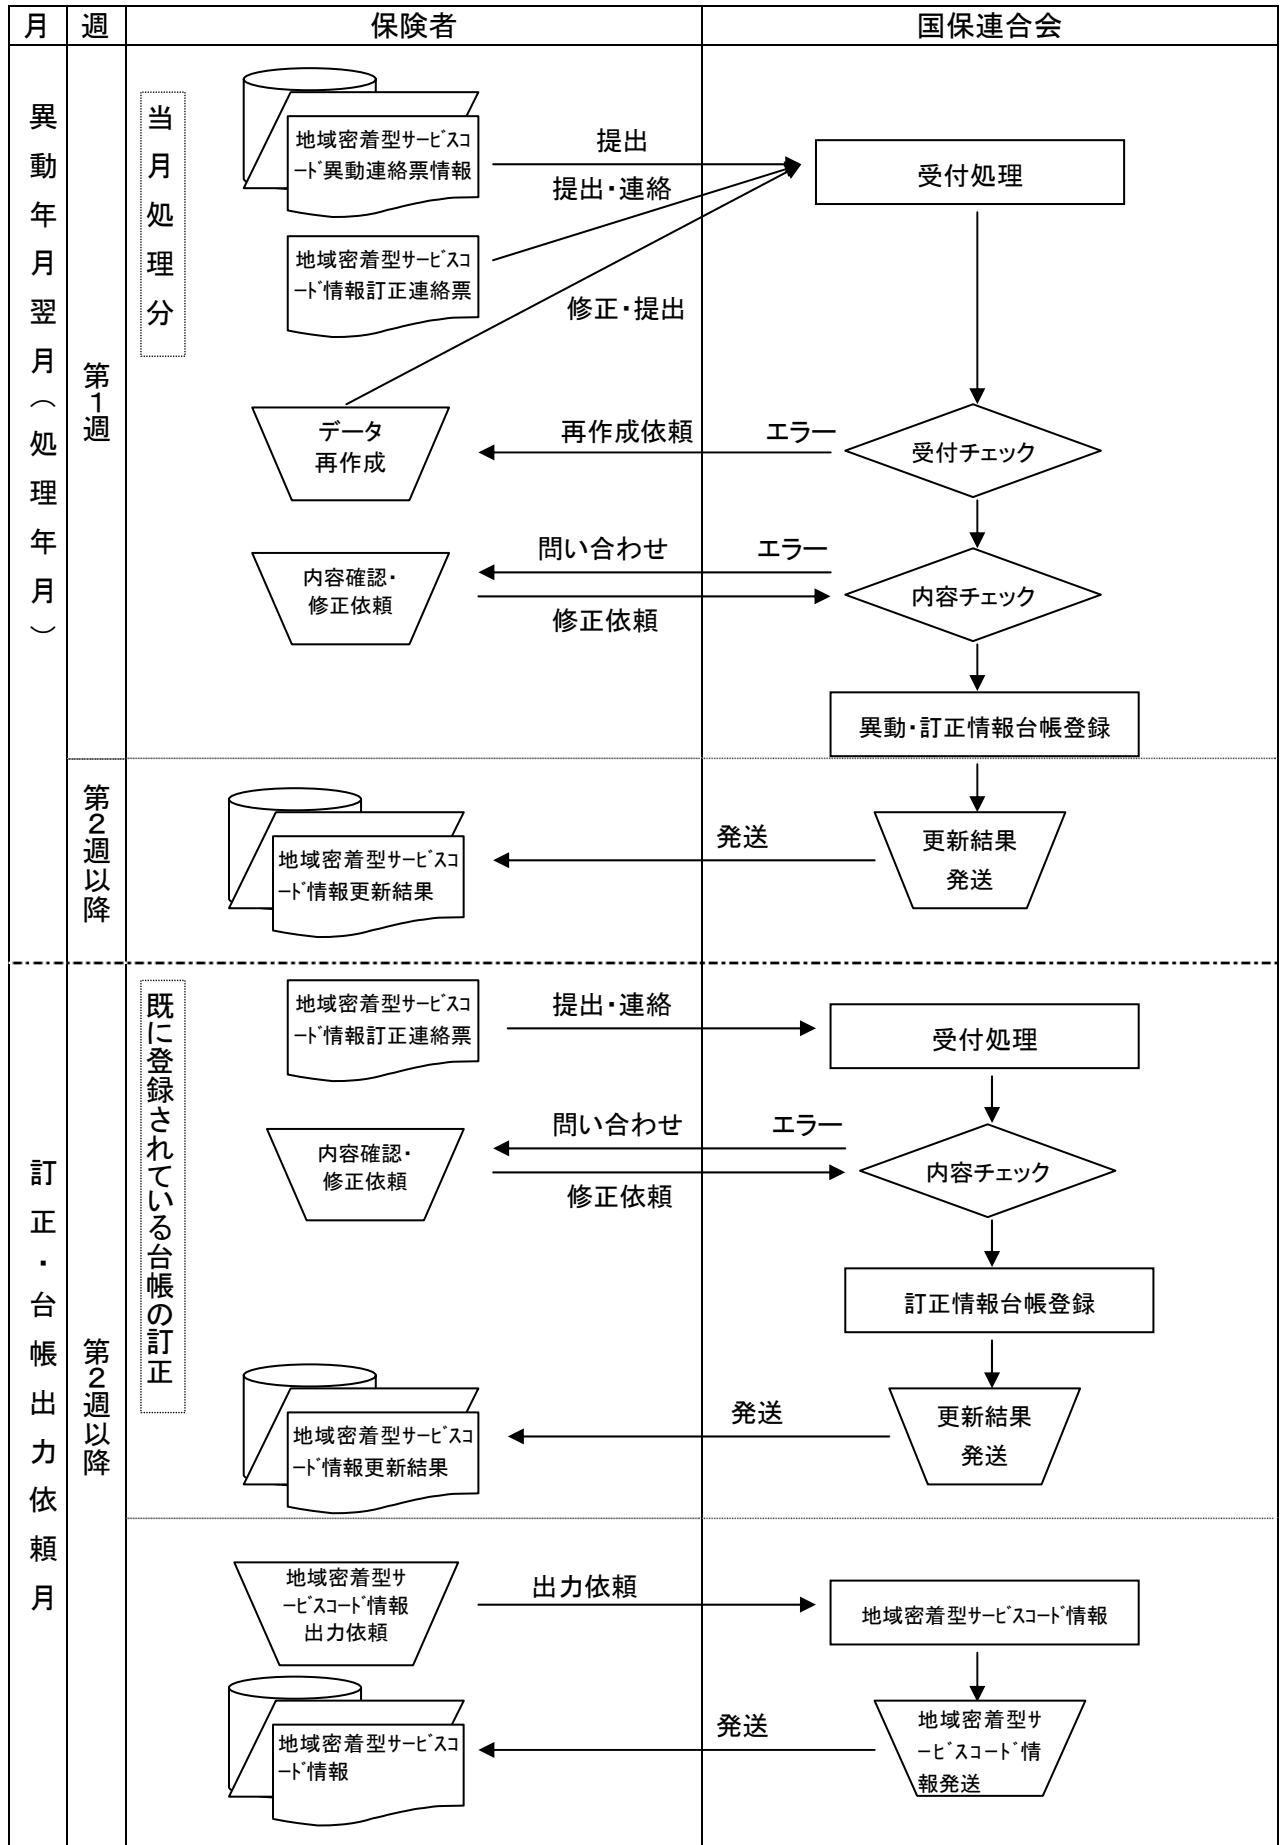 月
週
保険者
国保連合会
異動年月翌月（処理年月）
第1週
当月処理分
地域密着型ｻｰﾋﾞｽｺ
ｰﾄﾞ異動連絡票情報
提出
受付処理
提出・連絡
地域密着型ｻｰﾋﾞｽｺ
ｰﾄﾞ情報訂正連絡票
修正・提出
データ
再作成
再作成依頼
エラー
受付チェック
内容確認・
修正依頼
問い合わせ
エラー
修正依頼
内容チェック
異動・訂正情報台帳登録
第2週以降
地域密着型ｻｰﾋﾞｽｺ
ｰﾄﾞ情報更新結果
発送
更新結果
発送
訂正・台帳出力依頼月
第2週以降
既に登録されている台帳の訂正
地域密着型ｻｰﾋﾞｽｺ
ｰﾄﾞ情報訂正連絡票
提出・連絡
受付処理
内容確認・
修正依頼
問い合わせ
エラー
修正依頼
内容チェック
訂正情報台帳登録
地域密着型ｻｰﾋﾞｽｺ
ｰﾄﾞ情報更新結果
発送
更新結果
発送
地域密着型ｻ
ｰﾋﾞｽｺｰﾄﾞ情報
出力依頼
出力依頼
地域密着型ｻｰﾋﾞｽｺｰﾄﾞ情報
地域密着型ｻｰﾋﾞｽｺ
ｰﾄﾞ情報
発送
地域密着型ｻ
ｰﾋﾞｽｺｰﾄﾞ情
報発送